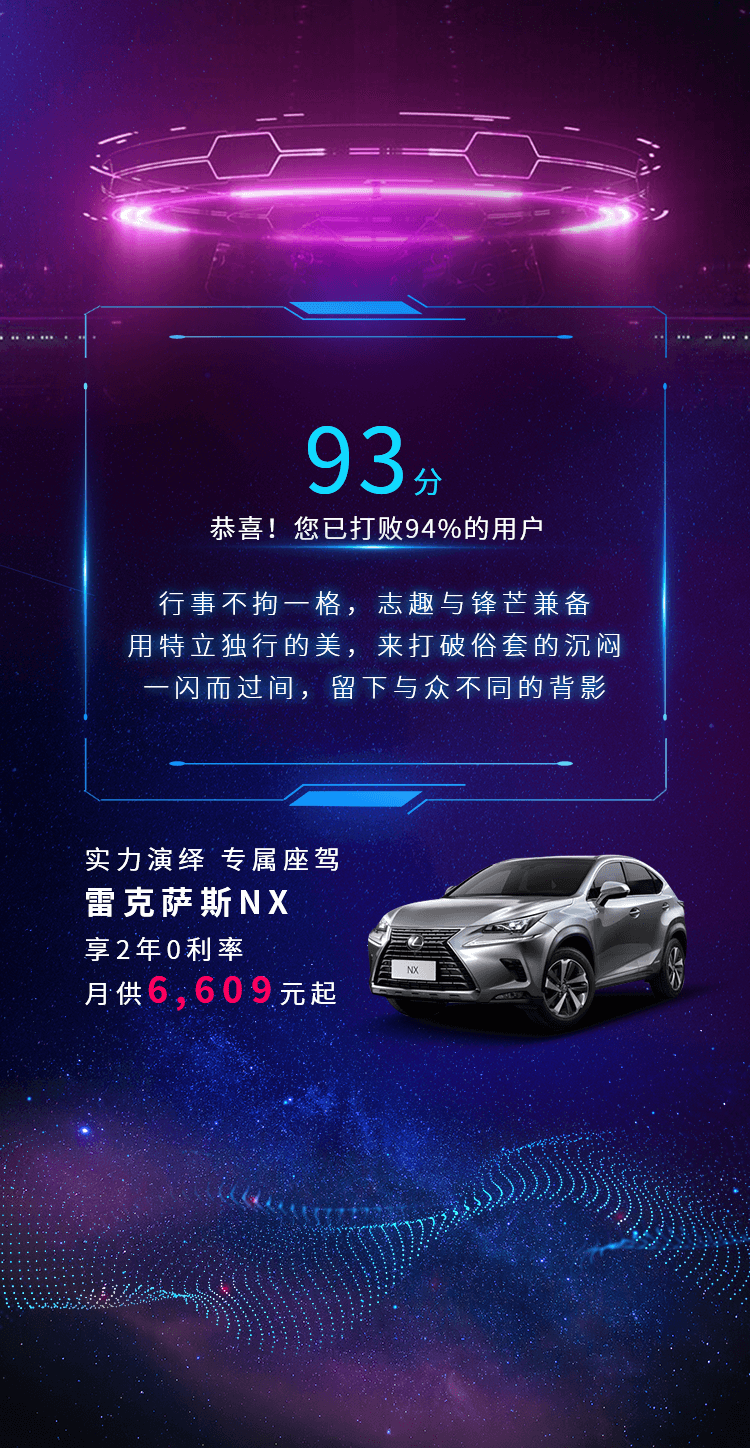 93分
恭喜！您已打败94%的用户
行事不拘一格，志趣与锋芒兼备
用特立独行的美，来打破俗套的沉闷
一闪而过间，留下与众不同的背影
实力演绎 专属座驾
雷克萨斯NX
享2年0利率
月供6,609元起
NX